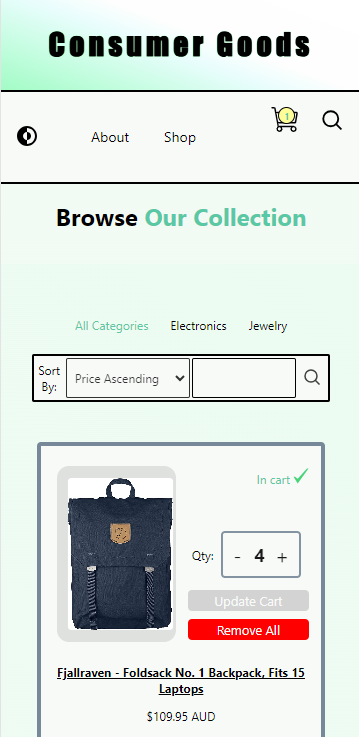 Consumer Goods
1
About Shop
Browse Our Collection
All Categories Electronics Jewelry
Sort By: Price Ascending
In cart
Qty: - 4 +
Update Cart
Remove All
Fjallraven - Foldsack No. 1 Backpack, Fits 15
Laptops
$109.95 AUD